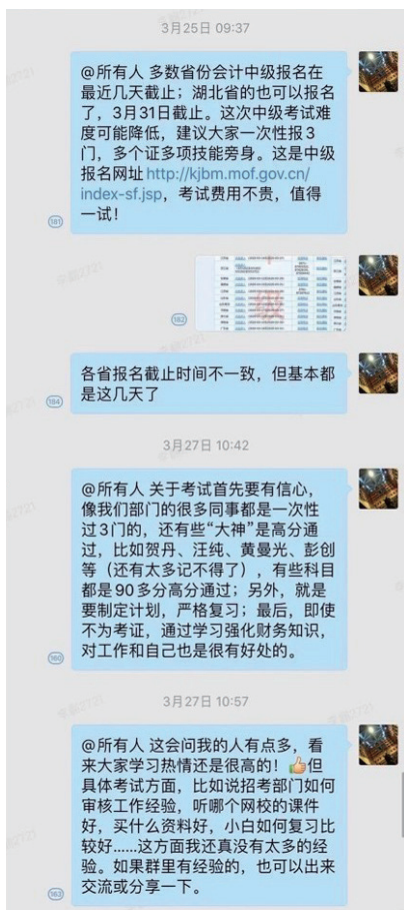 3月25日 09:37
@所有人 多数省份会计中级报名在
最近几天截止；湖北省的也可以报名
了，3月31日截止。这次中级考试难
度可能降低，建议大家一次性报3
门，多个证多项技能旁身。这是中级
报名网址http://kjbm.mof.gov.cn/
index-sf.jsp，考试费用不贵，值得
一试！
181
182
各省报名截止时间不一致，但基本都
是这几天了
184
3月27日 10:42
@所有人 关于考试首先要有信心，
像我们部门的很多同事都是一次性
过3门的，还有些“大神”是高分通
过，比如贺丹、汪纯、黄曼光、彭创
等（还有太多记不得了），有些科目
都是90多分高分通过；另外，就是
要制定计划，严格复习；最后，即使
不为考证，通过学习强化财务知识，
对工作和自己也是很有好处的。
160
3月27日 10:57
@所有人 这会问我的人有点多，看
来大家学习热情还是很高的！👍但
具体考试方面，比如说招考部门如何
审核工作经验，听哪个网校的课件
好，买什么资料好，小白如何复习比
较好……这方面我还真没有太多的经
验。如果群里有经验的，也可以出来
交流或分享一下。
163